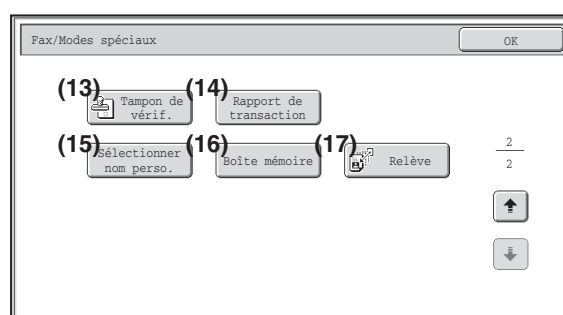 Fax/Modes spéciaux
OK
(13)
Tampon de
vérif.
(14)
Rapport de
transaction
(15)
Sélectionner
nom perso.
(16)
Boîte mémoire
(17)
Relève
2
2